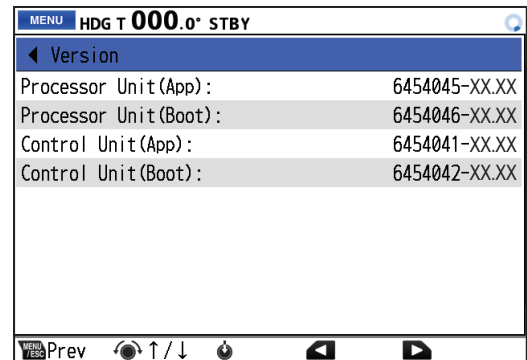 MENU HDG T 000.0° STBY
◀ Version
Processor Unit(App): 6454045-XX.XX
Processor Unit(Boot): 6454046-XX.XX
Control Unit(App): 6454041-XX.XX
Control Unit(Boot): 6454042-XX.XX
MENU/ESC Prev ↑/↓ ◀ ▶